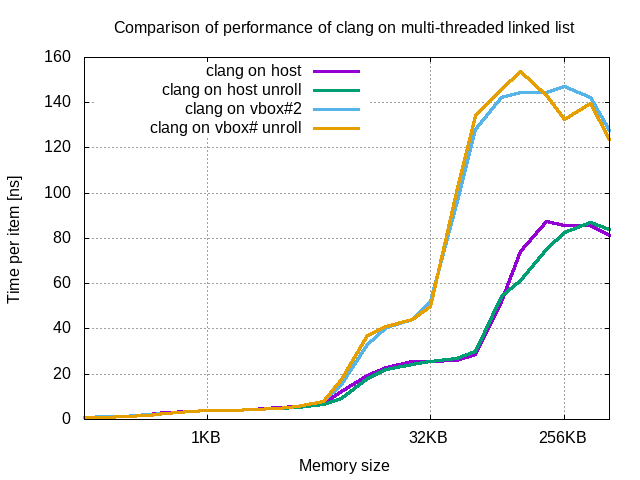 Comparison of performance of clang on multi-threaded linked list
160
140
120
100
80
60
40
20
0
Time per item [ns]
clang on host
clang on host unroll
clang on vbox#2
clang on vbox# unroll
1KB
32KB
256KB
Memory size